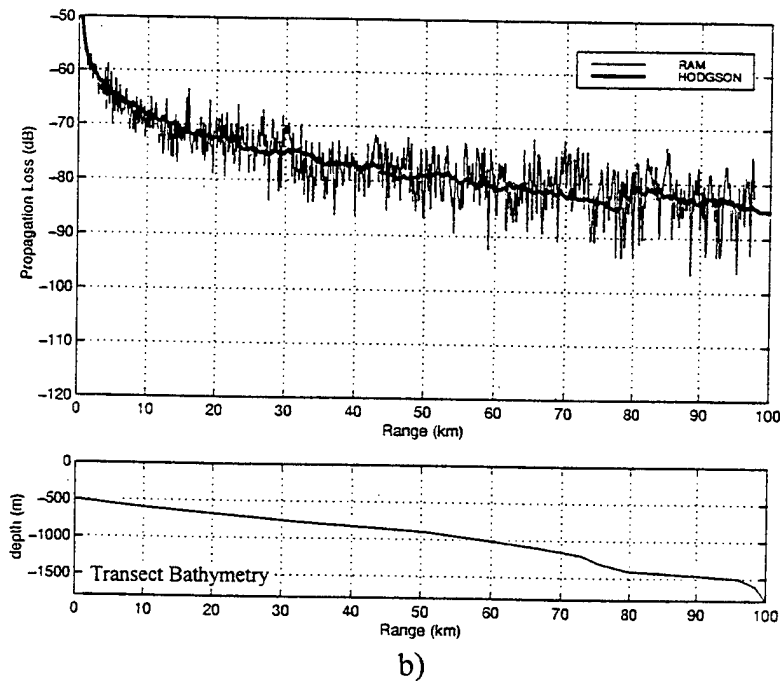 -50
-60
-70
-80
-90
-100
-110
-120
Propagation Loss (dB)
RAM
HODGSON
0 10 20 30 40 50 60 70 80 90 100
Range (km)
0
-500
-1000
-1500
depth (m)
Transect Bathymetry
0 10 20 30 40 50 60 70 80 90 100
Range (km)
b)